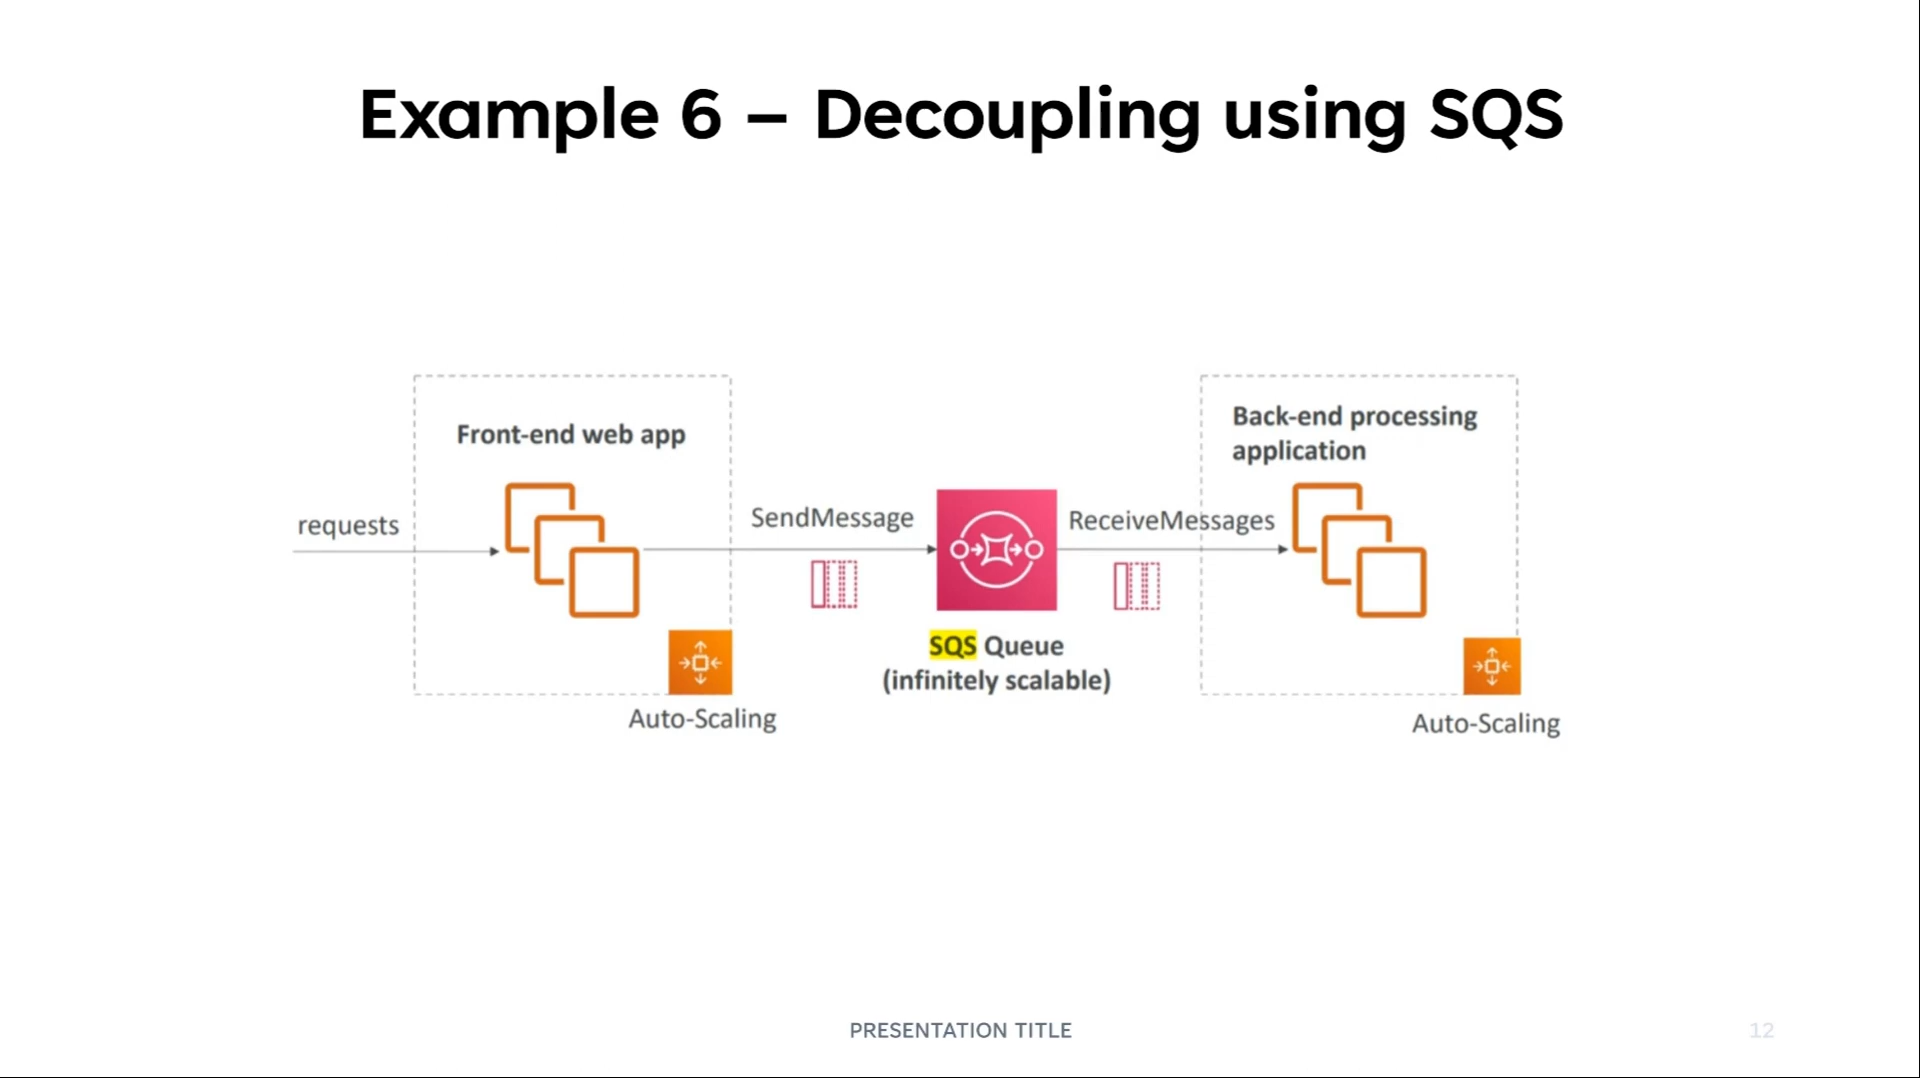 Example 6 – Decoupling using SQS
Front-end web app
Back-end processing
application
requests
SendMessage
ReceiveMessages
SQS Queue
(infinitely scalable)
Auto-Scaling
Auto-Scaling
PRESENTATION TITLE
12